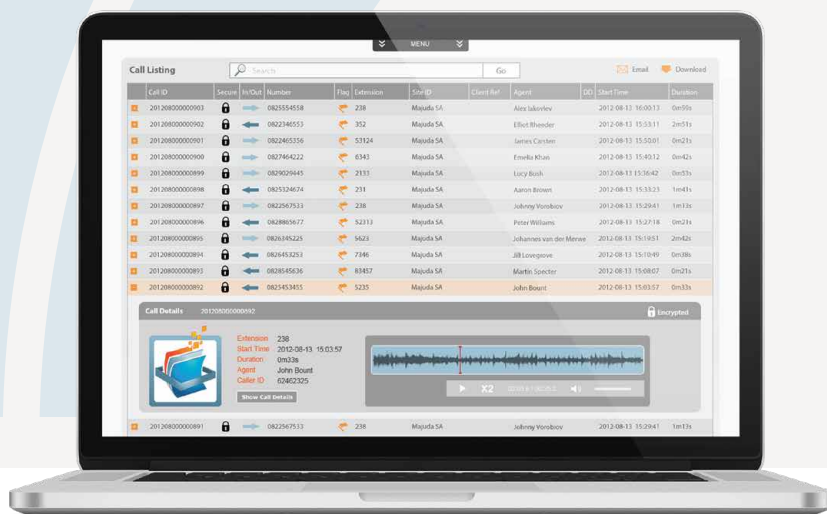 MENU
Call Listing Search Go Email Download
Call ID Secure In/Out Number Flag Extension Site ID Client Ref Agent DD Start Time Duration
201208000000903 0825554558 238 Majuda SA Alex Iakovlev 2012-08-13 16:00:13 0m59s
201208000000902 0822346553 352 Majuda SA Elliot Rhender 2012-08-13 15:53:11 2m51s
201208000000901 0822465356 53124 Majuda SA James Carsten 2012-08-13 15:50:01 0m21s
201208000000900 0827464222 6343 Majuda SA Emelia Khan 2012-08-13 15:40:12 0m42s
201208000000899 0829029445 2133 Majuda SA Lucy Bosh 2012-08-13 15:36:42 0m53s
201208000000898 0825324674 231 Majuda SA Aaron Brown 2012-08-13 15:33:23 1m41s
201208000000897 0822567533 238 Majuda SA Johnny Vorobiov 2012-08-13 15:29:41 1m13s
201208000000896 0828865677 52313 Majuda SA Peter Williams 2012-08-13 15:27:18 0m21s
201208000000895 0826345225 5623 Majuda SA Johannes van der Merwe 2012-08-13 15:19:51 2m42s
201208000000894 0826453253 7346 Majuda SA Jill Lovegrove 2012-08-13 15:10:49 0m38s
201208000000893 0828545636 83457 Majuda SA Martin Specter 2012-08-13 15:08:07 0m21s
201208000000892 0825453455 5235 Majuda SA John Bount 2012-08-13 15:03:57 0m33s
Call Details 201208000000892 Encrypted
Extension 238
Start Time 2012-08-13 15:03:57
Duration 0m33s
Agent John Bount
Caller ID 62462325
Show Call Details
X2
201208000000891 0822567533 238 Majuda SA Johnny Vorobiov 2012-08-13 15:29:41 1m13s